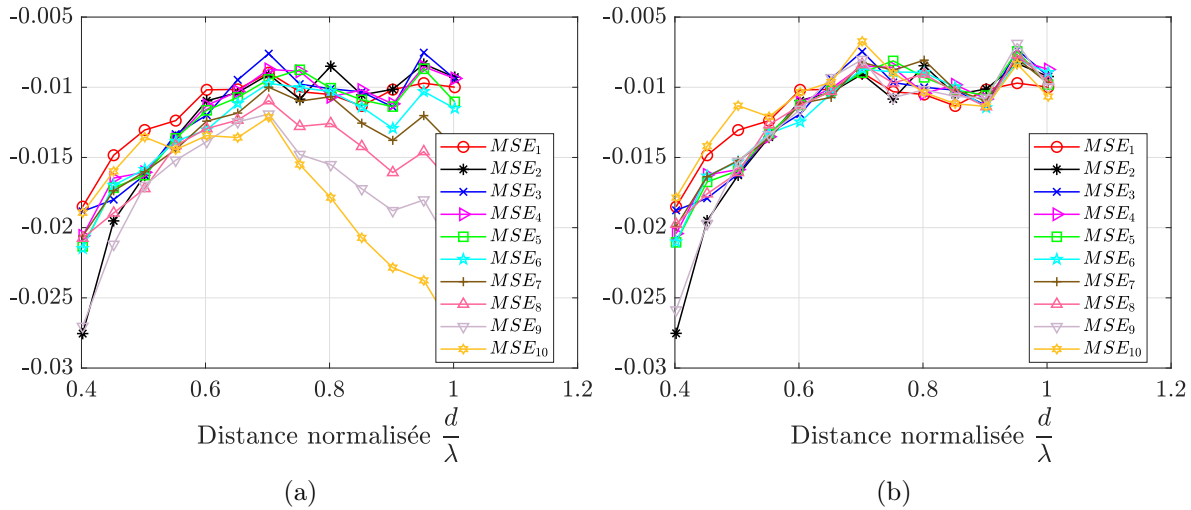 -0.005
-0.01
-0.015
-0.02
-0.025
-0.03
0.4 0.6 0.8 1 1.2
MSE₁
MSE₂
MSE₃
MSE₄
MSE₅
MSE₆
MSE₇
MSE₈
MSE₉
MSE₁₀
Distance normalisée d/λ
(a)
-0.005
-0.01
-0.015
-0.02
-0.025
-0.03
0.4 0.6 0.8 1 1.2
MSE₁
MSE₂
MSE₃
MSE₄
MSE₅
MSE₆
MSE₇
MSE₈
MSE₉
MSE₁₀
Distance normalisée d/λ
(b)